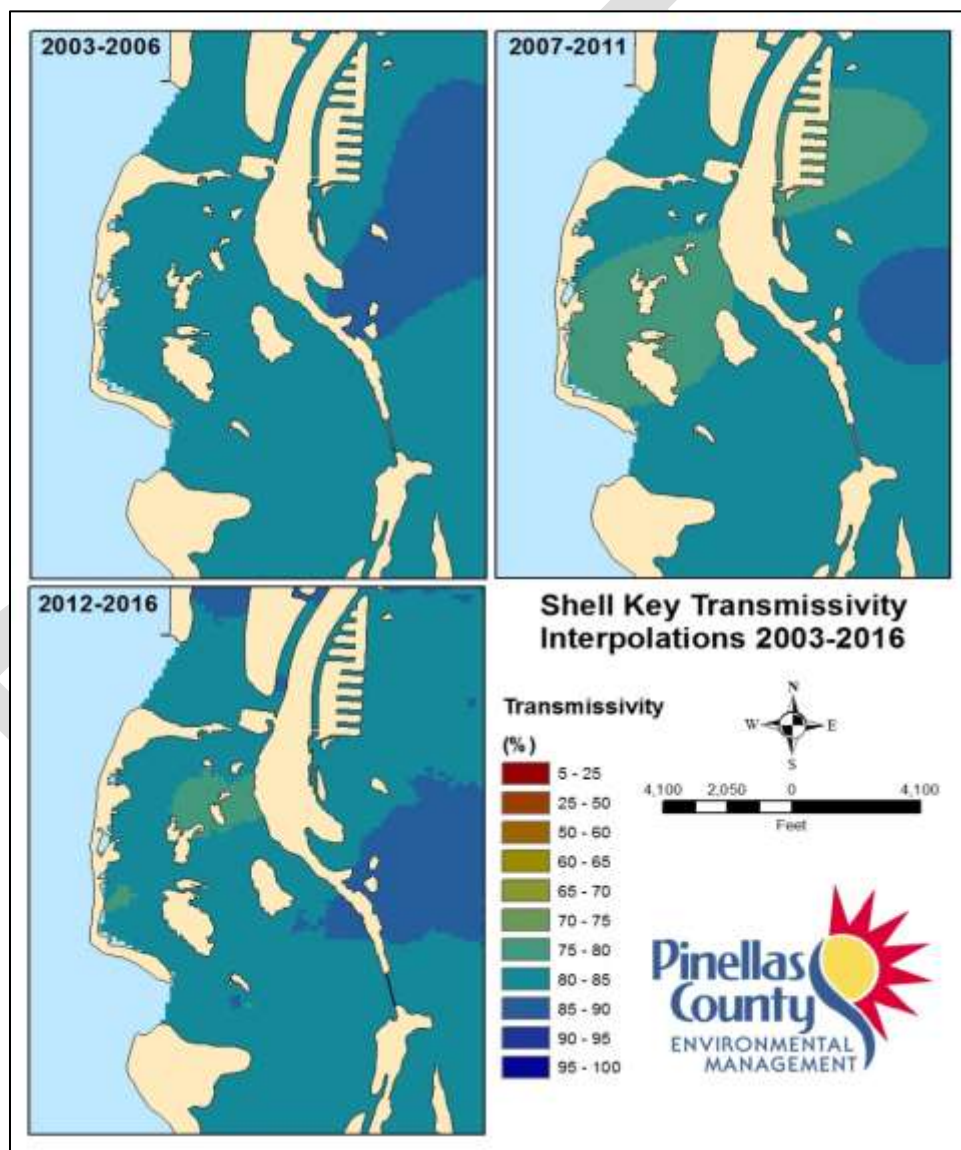 2003-2006
2007-2011
2012-2016
Shell Key Transmissivity
Interpolations 2003-2016
Transmissivity
(%)
5 - 25
25 - 50
50 - 60
60 - 65
65 - 70
70 - 75
75 - 80
80 - 85
85 - 90
90 - 95
95 - 100
N
W E
S
4,100 2,050 0 4,100
Feet
Pinellas
County
ENVIRONMENTAL
MANAGEMENT